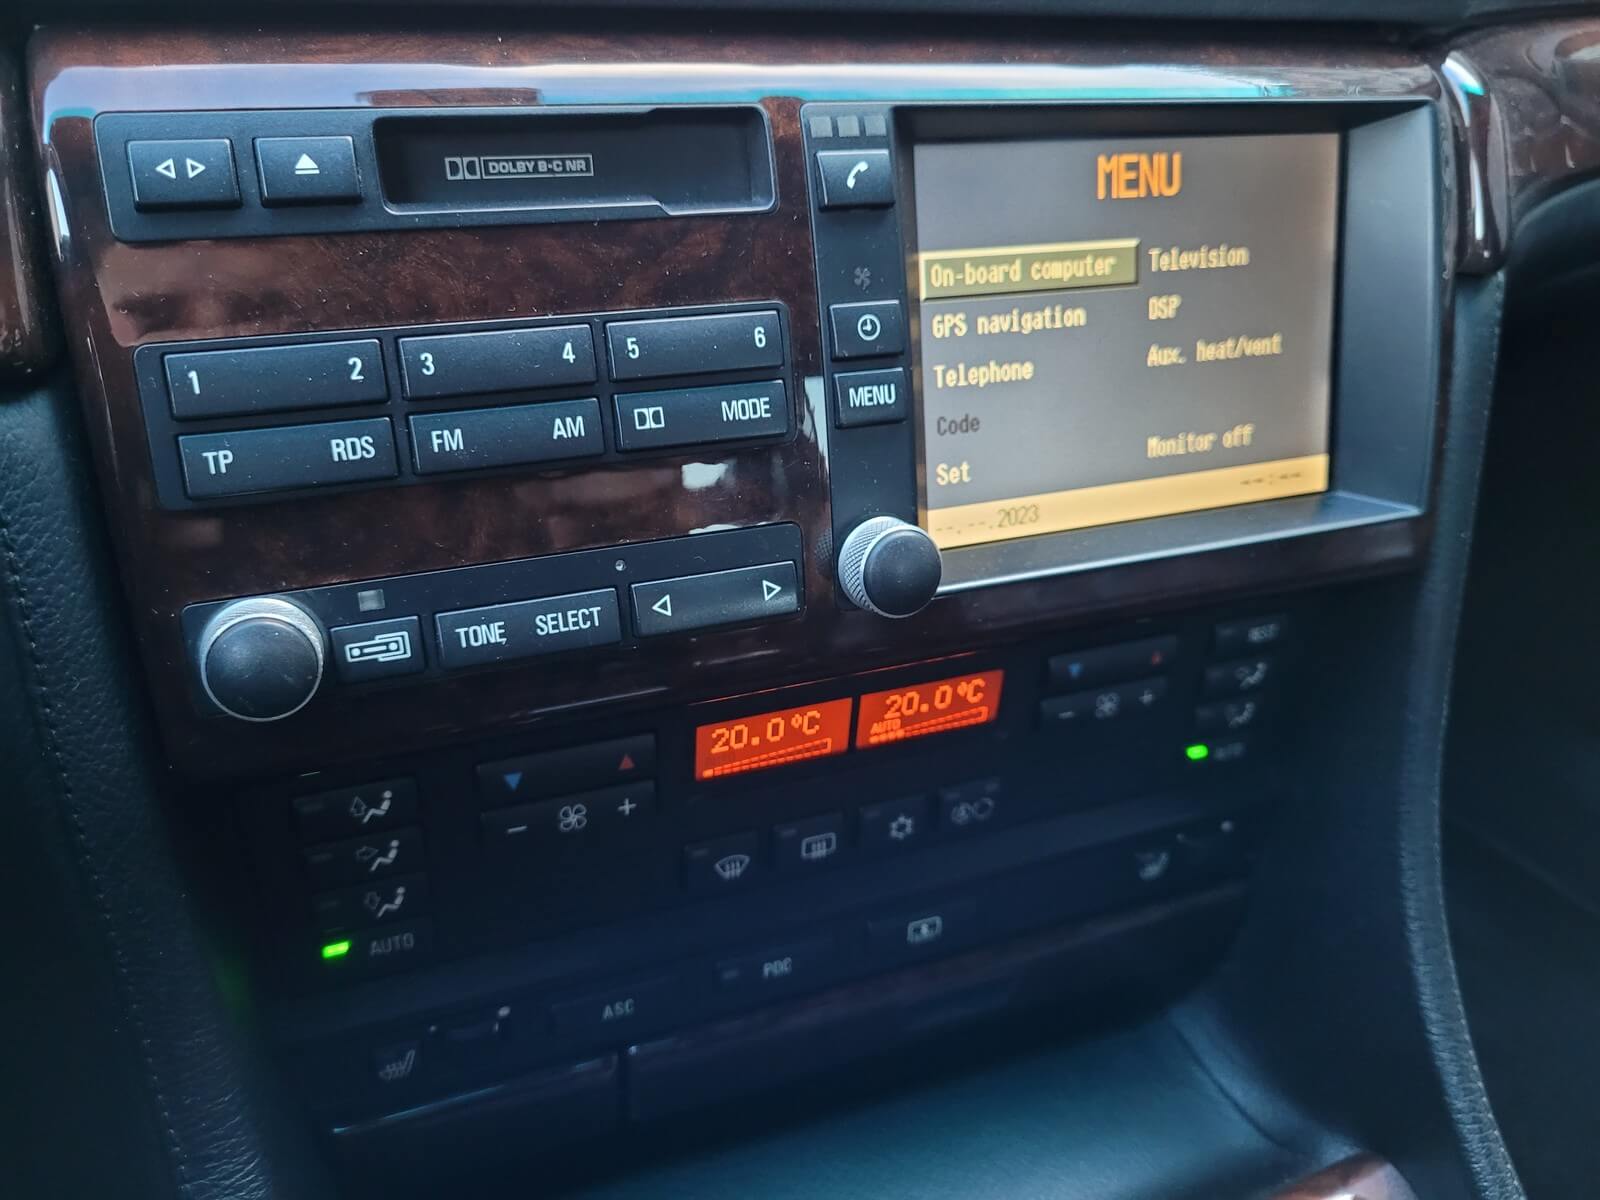 DOLBY B·C NR
1 2 3 4 5 6
TP RDS FM AM MODE
TONE SELECT
MENU
MENU
On-board computer
Television
GPS navigation
DSP
Telephone
Aux. heat/vent
Code
Set
Monitor off
--.--.2023 --:--
20.0°C
20.0°C
AUTO
REST
AUTO
AUTO
PDC
ASC